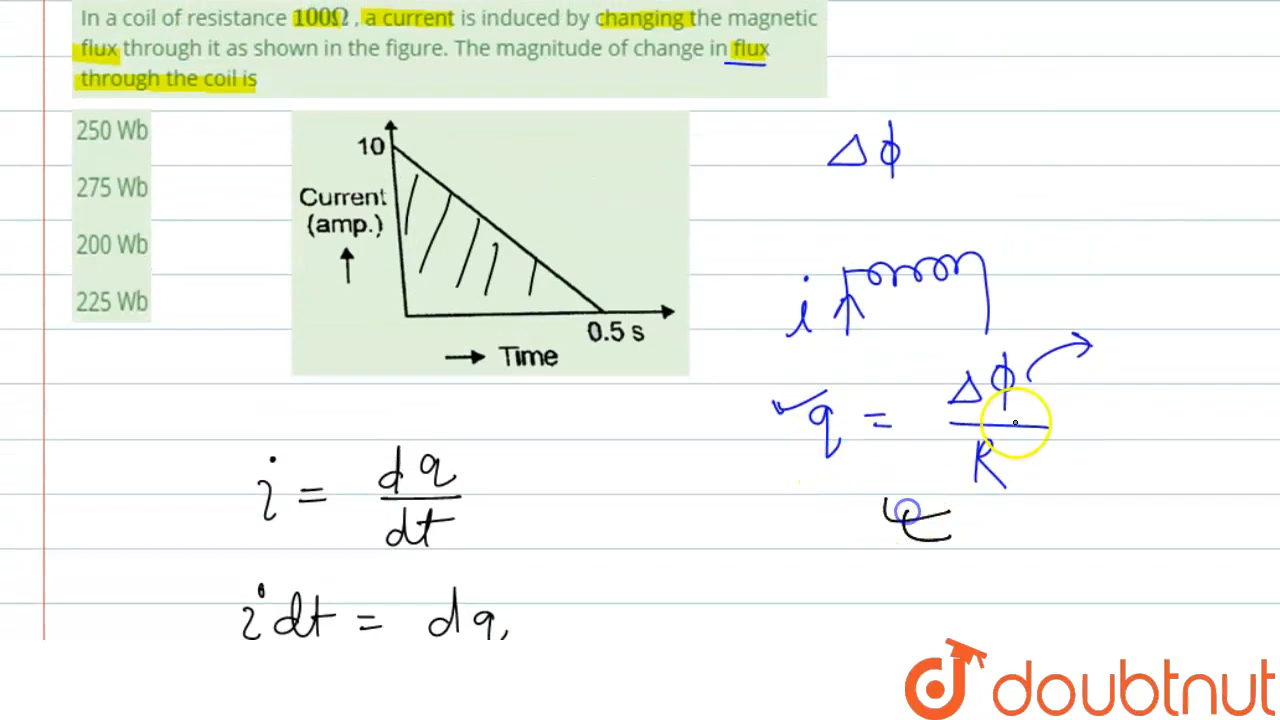 In a coil of resistance 100Ω , a current is induced by changing the magnetic
flux through it as shown in the figure. The magnitude of change in flux
through the coil is
250 Wb
275 Wb
200 Wb
225 Wb
10
Current
(amp.)
0.5 s
Time
Δϕ
i
q = Δϕ/R
i = dq/dt
i dt = dq,
doubtnut